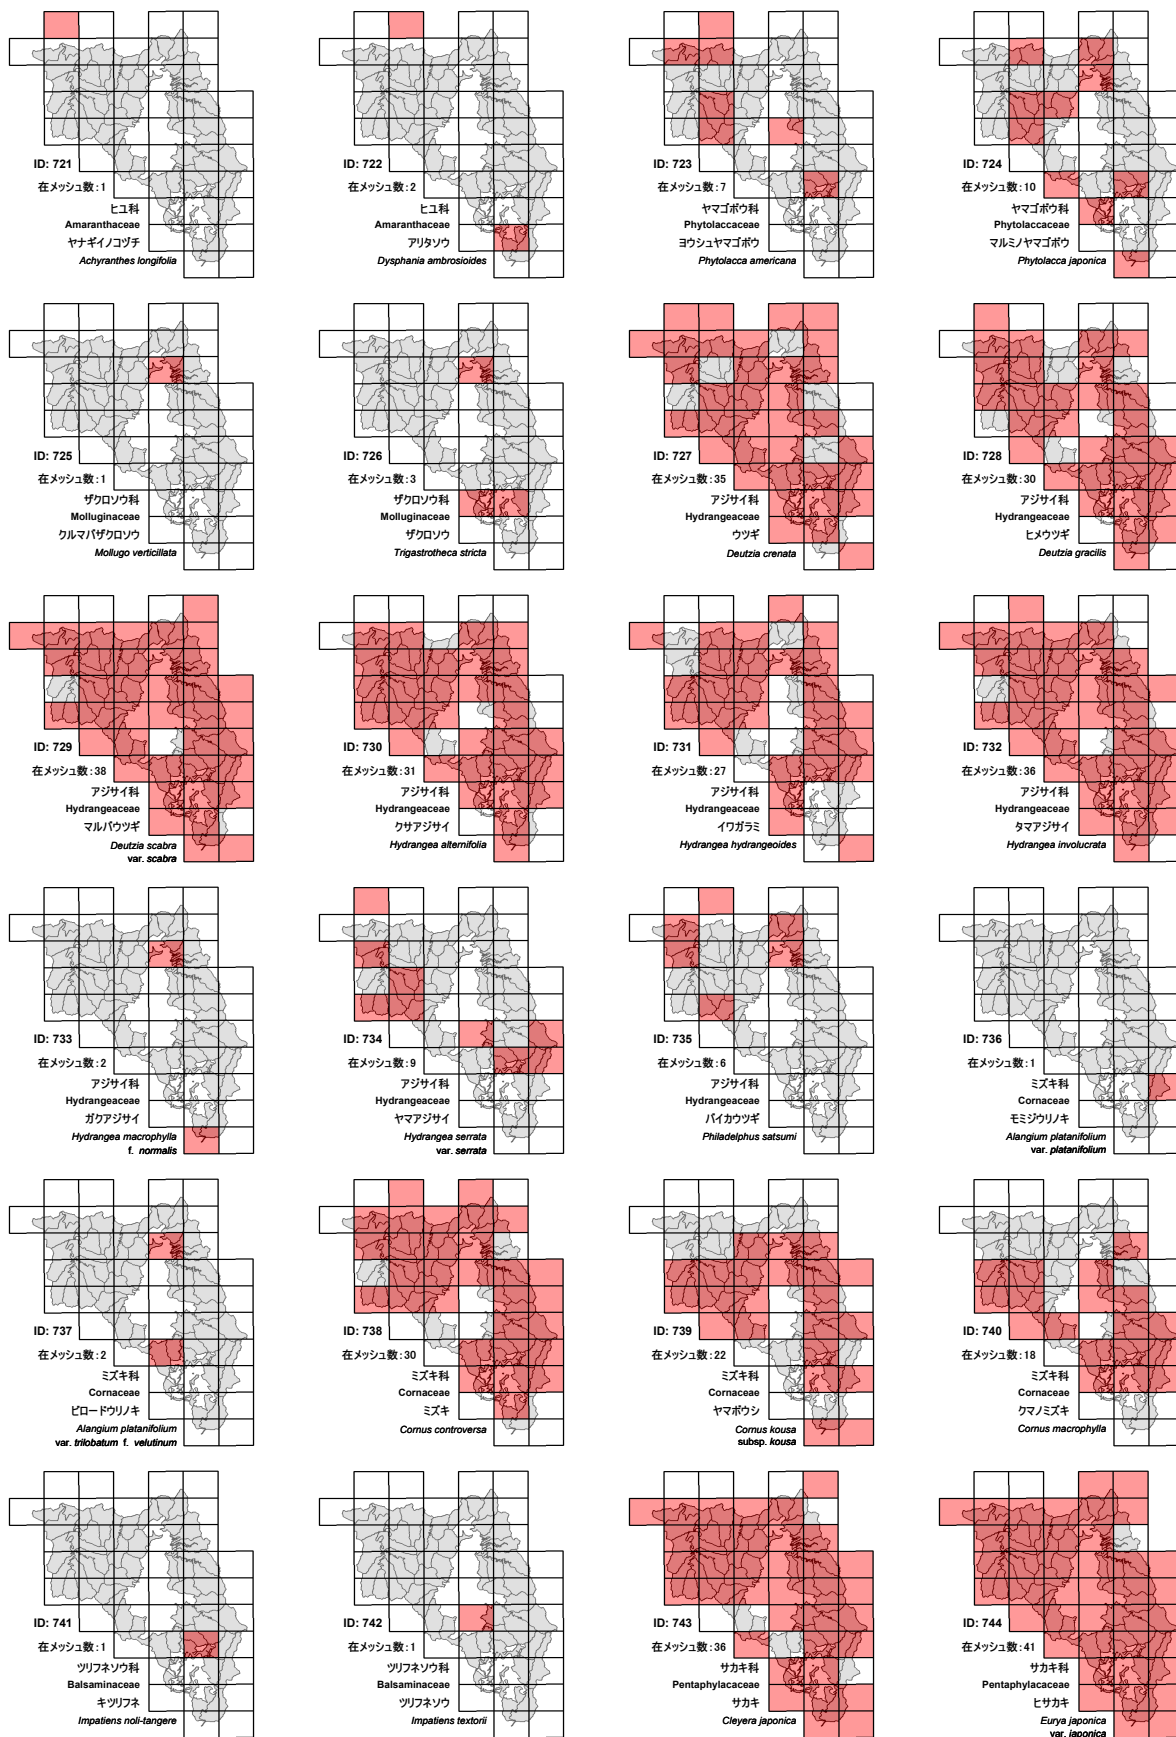 ID: 721
在メッシュ数:1
ヒユ科
Amaranthaceae
ヤナギイノコヅチ
Achyranthes longifolia
ID: 722
在メッシュ数:2
ヒユ科
Amaranthaceae
アリタソウ
Dysphania ambrosioides
ID: 723
在メッシュ数:7
ヤマゴボウ科
Phytolaccaceae
ヨウシュヤマゴボウ
Phytolacca americana
ID: 724
在メッシュ数:10
ヤマゴボウ科
Phytolaccaceae
マルミノヤマゴボウ
Phytolacca japonica
ID: 725
在メッシュ数:1
ザクロソウ科
Molluginaceae
クルマバザクロソウ
Mollugo verticillata
ID: 726
在メッシュ数:3
ザクロソウ科
Molluginaceae
ザクロソウ
Trigastrotheca stricta
ID: 727
在メッシュ数:35
アジサイ科
Hydrangeaceae
ウツギ
Deutzia crenata
ID: 728
在メッシュ数:30
アジサイ科
Hydrangeaceae
ヒメウツギ
Deutzia gracilis
ID: 729
在メッシュ数:38
アジサイ科
Hydrangeaceae
マルバウツギ
Deutzia scabra
var. scabra
ID: 730
在メッシュ数:31
アジサイ科
Hydrangeaceae
クサアジサイ
Hydrangea alternifolia
ID: 731
在メッシュ数:27
アジサイ科
Hydrangeaceae
イワガラミ
Hydrangea hydrangeoides
ID: 732
在メッシュ数:36
アジサイ科
Hydrangeaceae
タマアジサイ
Hydrangea involucrata
ID: 733
在メッシュ数:2
アジサイ科
Hydrangeaceae
ガクアジサイ
Hydrangea macrophylla
f. normalis
ID: 734
在メッシュ数:9
アジサイ科
Hydrangeaceae
ヤマアジサイ
Hydrangea serrata
var. serrata
ID: 735
在メッシュ数:6
アジサイ科
Hydrangeaceae
バイカウツギ
Philadelphus satsumi
ID: 736
在メッシュ数:1
ミズキ科
Cornaceae
モミジウリノキ
Alangium platanifolium
var. platanifolium
ID: 737
在メッシュ数:2
ミズキ科
Cornaceae
ビロードウリノキ
Alangium platanifolium
var. trilobatum f. velutinum
ID: 738
在メッシュ数:30
ミズキ科
Cornaceae
ミズキ
Cornus controversa
ID: 739
在メッシュ数:22
ミズキ科
Cornaceae
ヤマボウシ
Cornus kousa
subsp. kousa
ID: 740
在メッシュ数:18
ミズキ科
Cornaceae
クマノミズキ
Cornus macrophylla
ID: 741
在メッシュ数:1
ツリフネソウ科
Balsaminaceae
キツリフネ
Impatiens noli-tangere
ID: 742
在メッシュ数:1
ツリフネソウ科
Balsaminaceae
ツリフネソウ
Impatiens textorii
ID: 743
在メッシュ数:36
サカキ科
Pentaphylacaceae
サカキ
Cleyera japonica
ID: 744
在メッシュ数:41
サカキ科
Pentaphylacaceae
ヒサカキ
Eurya japonica
var. japonica